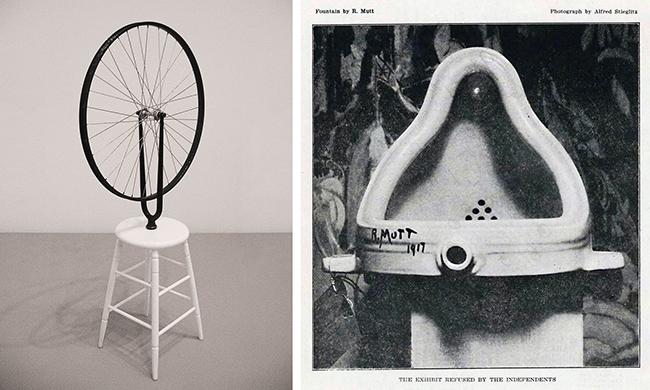 Fountain by R. Mutt
Photograph by Alfred Stieglitz
R. MUTT
1917
THE EXHIBIT REFUSED BY THE INDEPENDENTS